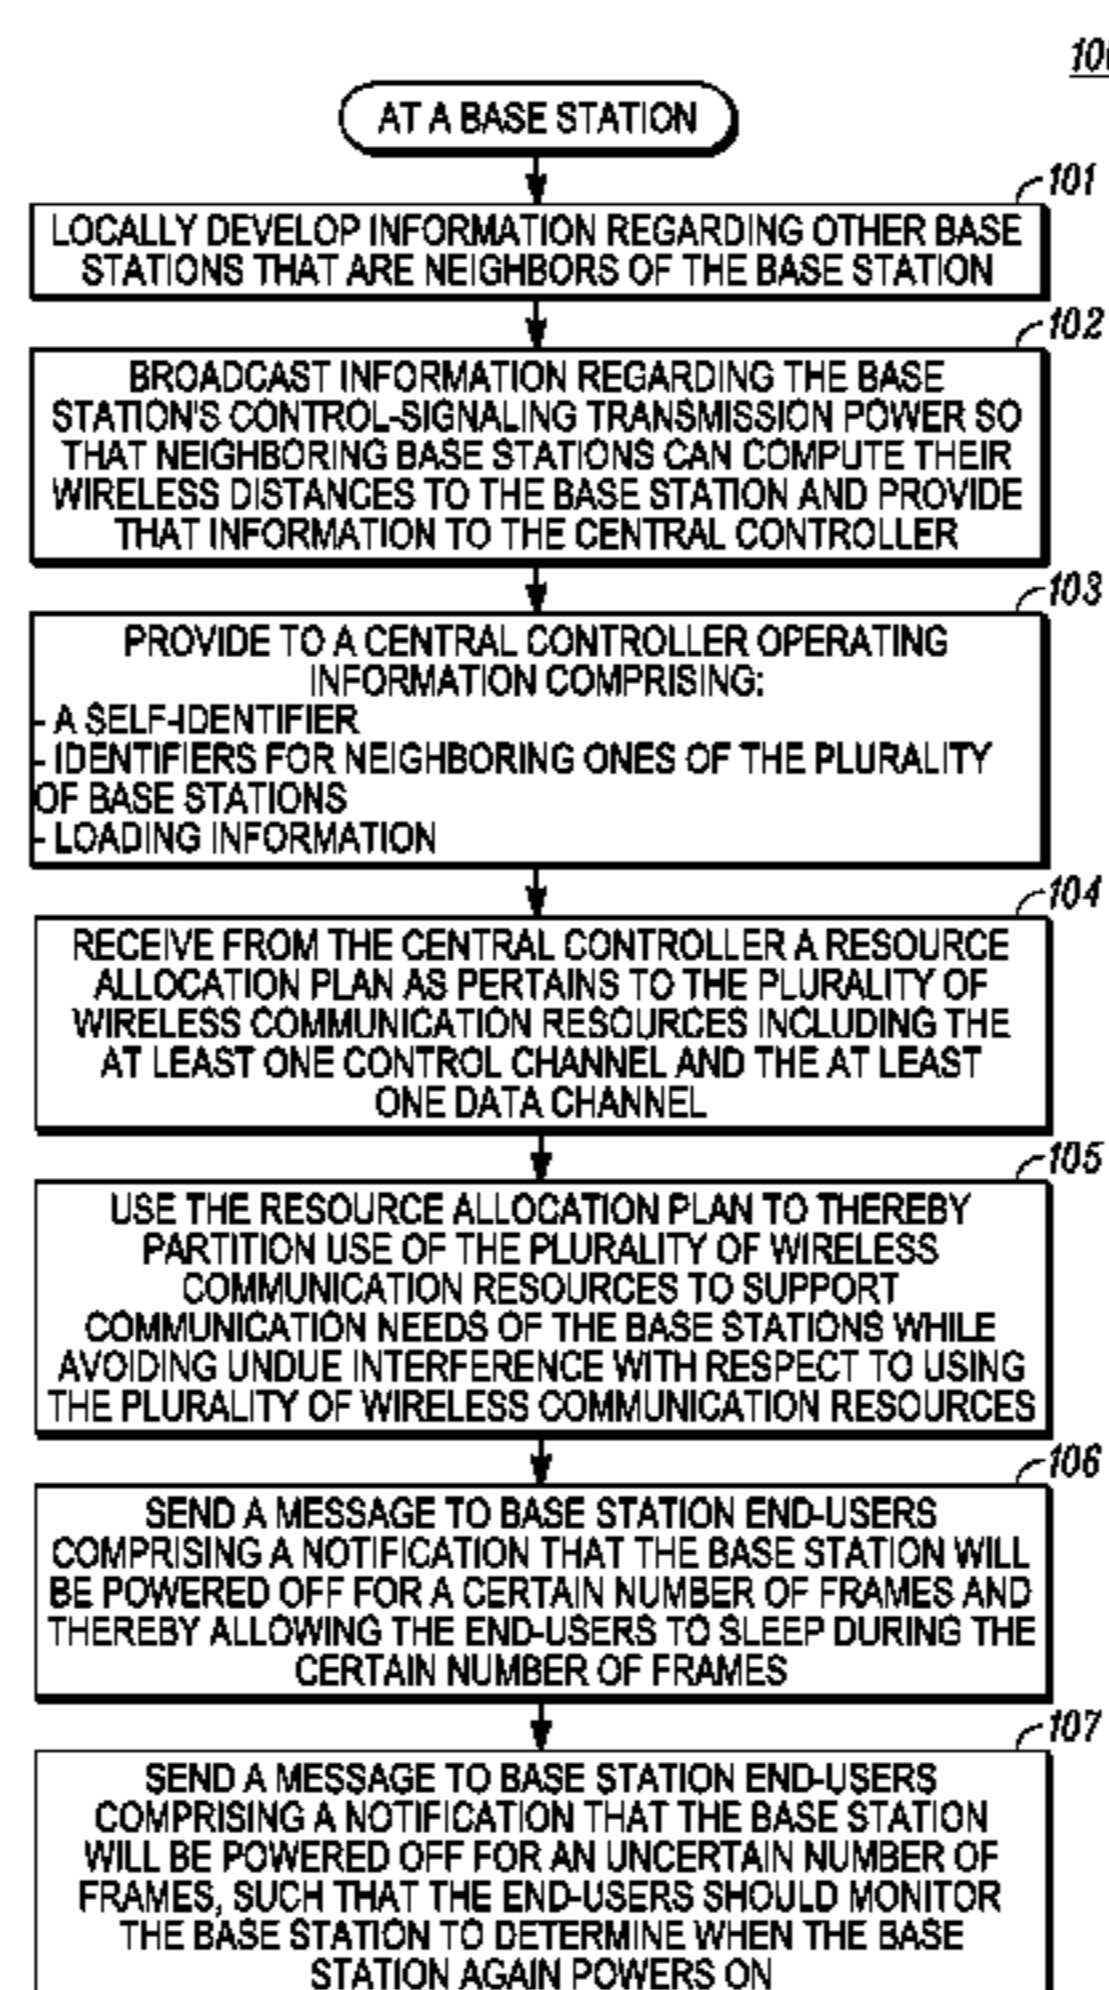 AT A BASE STATION
101
LOCALLY DEVELOP INFORMATION REGARDING OTHER BASE
STATIONS THAT ARE NEIGHBORS OF THE BASE STATION
102
BROADCAST INFORMATION REGARDING THE BASE
STATION'S CONTROL-SIGNALING TRANSMISSION POWER SO
THAT NEIGHBORING BASE STATIONS CAN COMPUTE THEIR
WIRELESS DISTANCES TO THE BASE STATION AND PROVIDE
THAT INFORMATION TO THE CENTRAL CONTROLLER
103
PROVIDE TO A CENTRAL CONTROLLER OPERATING
INFORMATION COMPRISING:
- A SELF-IDENTIFIER
- IDENTIFIERS FOR NEIGHBORING ONES OF THE PLURALITY
OF BASE STATIONS
- LOADING INFORMATION
104
RECEIVE FROM THE CENTRAL CONTROLLER A RESOURCE
ALLOCATION PLAN AS PERTAINS TO THE PLURALITY OF
WIRELESS COMMUNICATION RESOURCES INCLUDING THE
AT LEAST ONE CONTROL CHANNEL AND THE AT LEAST
ONE DATA CHANNEL
105
USE THE RESOURCE ALLOCATION PLAN TO THEREBY
PARTITION USE OF THE PLURALITY OF WIRELESS
COMMUNICATION RESOURCES TO SUPPORT
COMMUNICATION NEEDS OF THE BASE STATIONS WHILE
AVOIDING UNDUE INTERFERENCE WITH RESPECT TO USING
THE PLURALITY OF WIRELESS COMMUNICATION RESOURCES
106
SEND A MESSAGE TO BASE STATION END-USERS
COMPRISING A NOTIFICATION THAT THE BASE STATION WILL
BE POWERED OFF FOR A CERTAIN NUMBER OF FRAMES AND
THEREBY ALLOWING THE END-USERS TO SLEEP DURING THE
CERTAIN NUMBER OF FRAMES
107
SEND A MESSAGE TO BASE STATION END-USERS
COMPRISING A NOTIFICATION THAT THE BASE STATION
WILL BE POWERED OFF FOR AN UNCERTAIN NUMBER OF
FRAMES, SUCH THAT THE END-USERS SHOULD MONITOR
THE BASE STATION TO DETERMINE WHEN THE BASE
STATION AGAIN POWERS ON